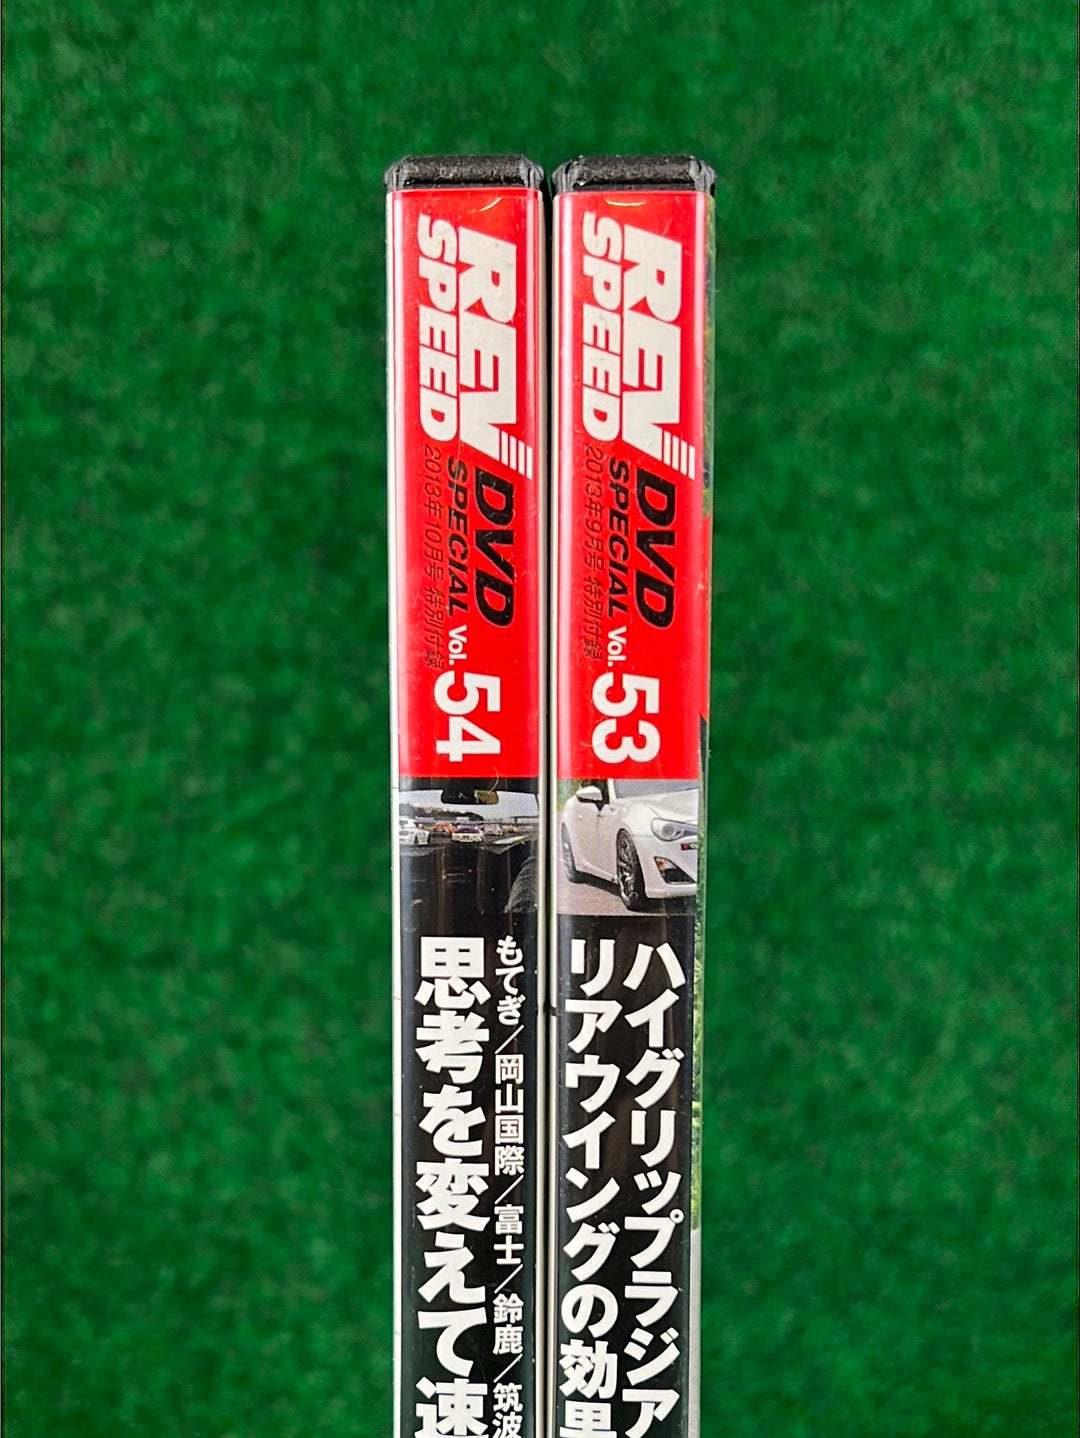 REV
SPEED
DVD
SPECIAL Vol. 54
2013年10月号 特別付録
もてぎ/岡山国際/富士/鈴鹿/筑波
思考を変えて速
REV
SPEED
DVD
SPECIAL Vol. 53
2013年9月号 特別付録
ハイグリップラジア
リアウイングの効果